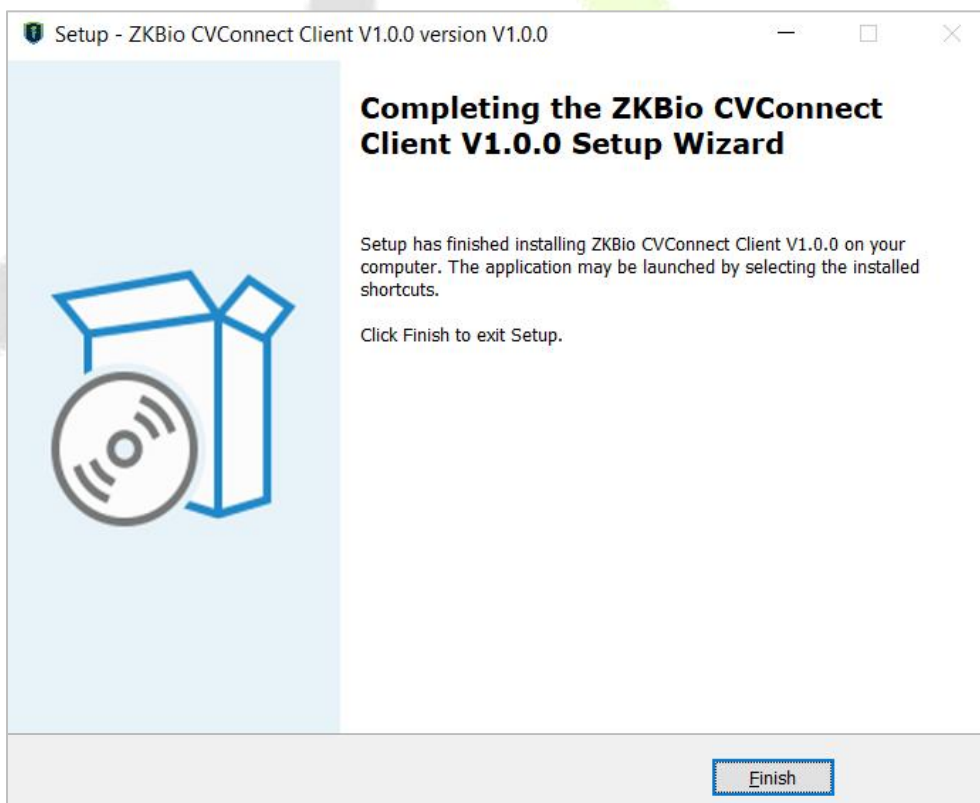 Setup - ZKBio CVConnect Client V1.0.0 version V1.0.0
Completing the ZKBio CVConnect
Client V1.0.0 Setup Wizard
Setup has finished installing ZKBio CVConnect Client V1.0.0 on your
computer. The application may be launched by selecting the installed
shortcuts.
Click Finish to exit Setup.
Finish